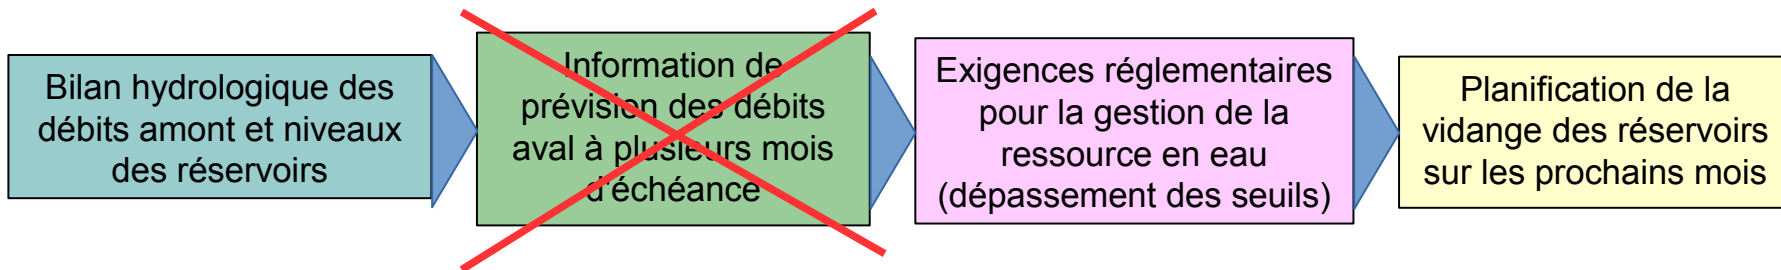 Bilan hydrologique des
débits amont et niveaux
des réservoirs
Information de
prévision des débits
aval à plusieurs mois
d'échéance
Exigences réglementaires
pour la gestion de la
ressource en eau
(dépassement des seuils)
Planification de la
vidange des réservoirs
sur les prochains mois